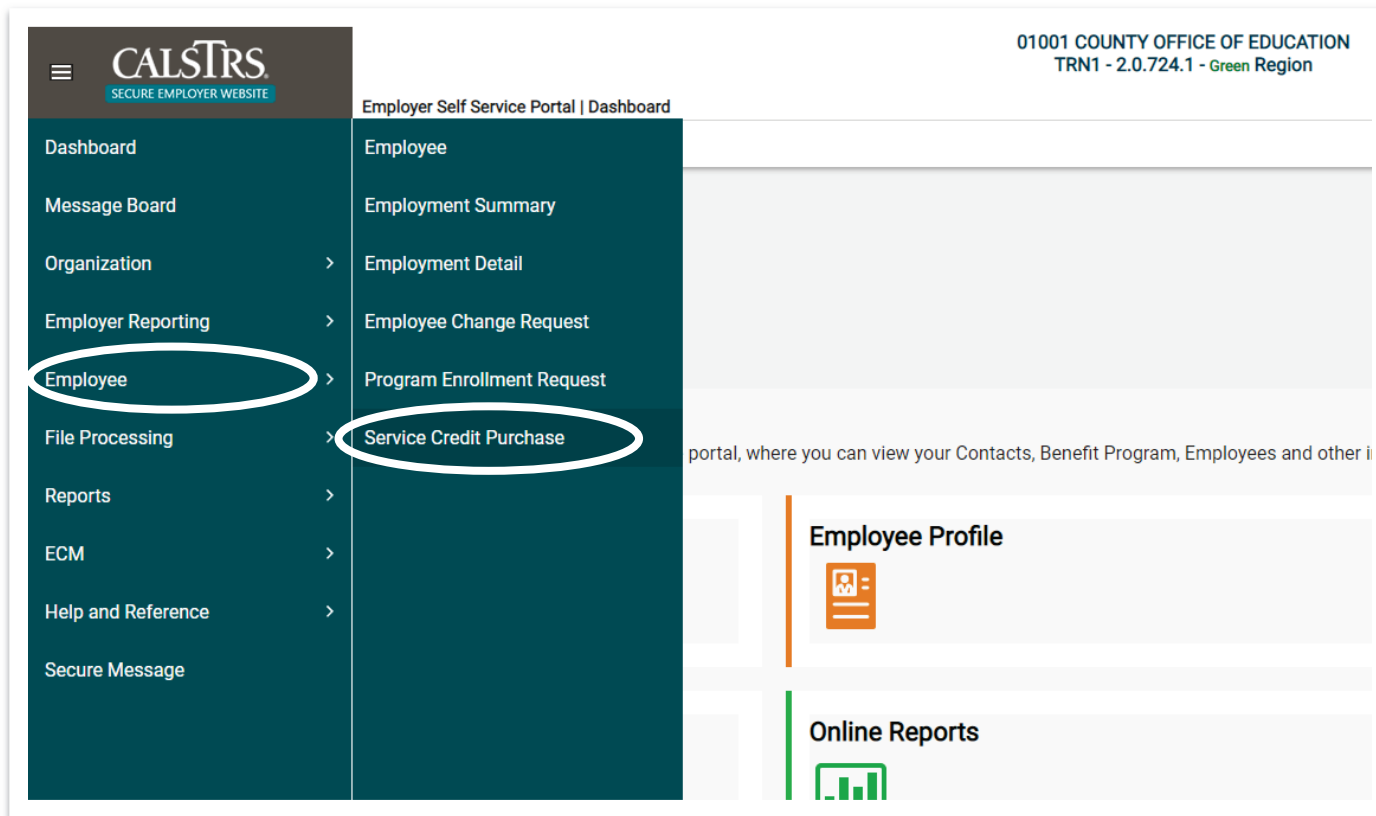 CALSTRS.
SECURE EMPLOYER WEBSITE
01001 COUNTY OFFICE OF EDUCATION
TRN1 - 2.0.724.1 - Green Region
Employer Self Service Portal | Dashboard
Dashboard
Message Board
Organization
Employer Reporting
Employee
File Processing
Reports
ECM
Help and Reference
Secure Message
Employee
Employment Summary
Employment Detail
Employee Change Request
Program Enrollment Request
Service Credit Purchase
portal, where you can view your Contacts, Benefit Program, Employees and other
Employee Profile
Online Reports